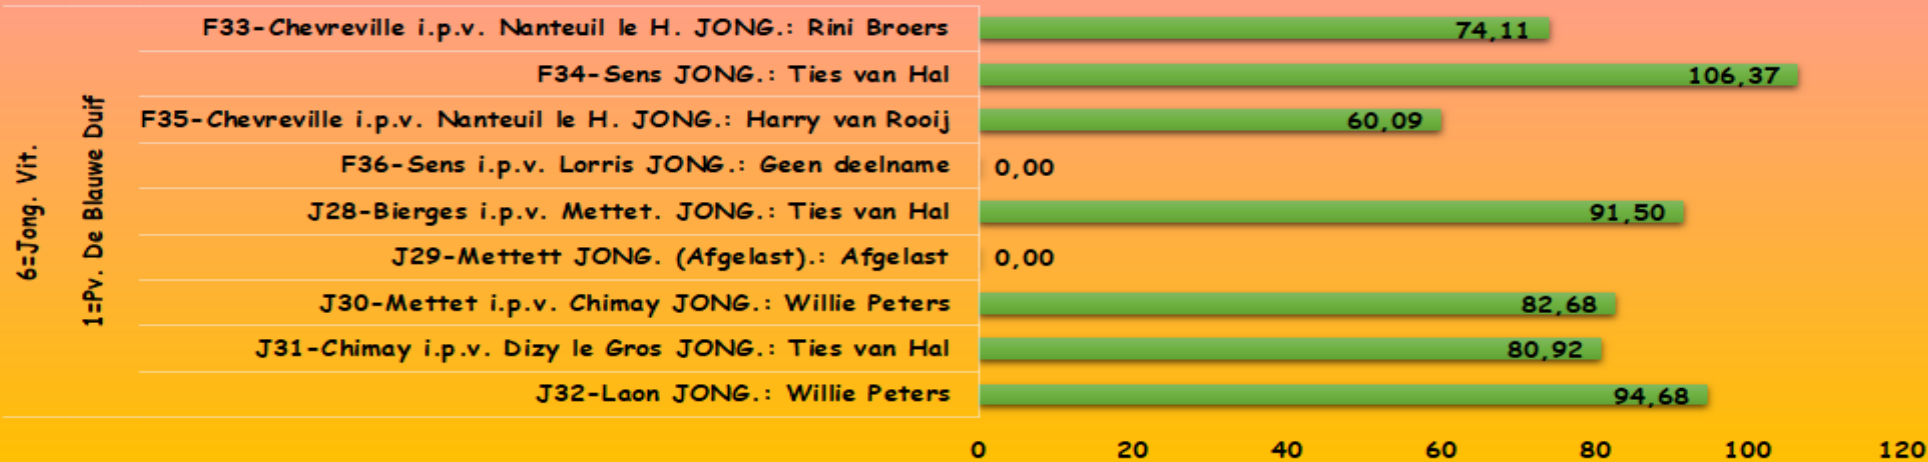 6=Jong. Vit.
1=Pv. De Blauwe Duif
F33-Chevreville i.p.v. Nanteuil le H. JONG.: Rini Broers 74,11
F34-Sens JONG.: Ties van Hal 106,37
F35-Chevreville i.p.v. Nanteuil le H. JONG.: Harry van Rooij 60,09
F36-Sens i.p.v. Lorris JONG.: Geen deelname 0,00
J28-Bierges i.p.v. Mettet. JONG.: Ties van Hal 91,50
J29-Mettett JONG. (Afgelast).: Afgelast 0,00
J30-Mettet i.p.v. Chimay JONG.: Willie Peters 82,68
J31-Chimay i.p.v. Dizy le Gros JONG.: Ties van Hal 80,92
J32-Laon JONG.: Willie Peters 94,68
0 20 40 60 80 100 120